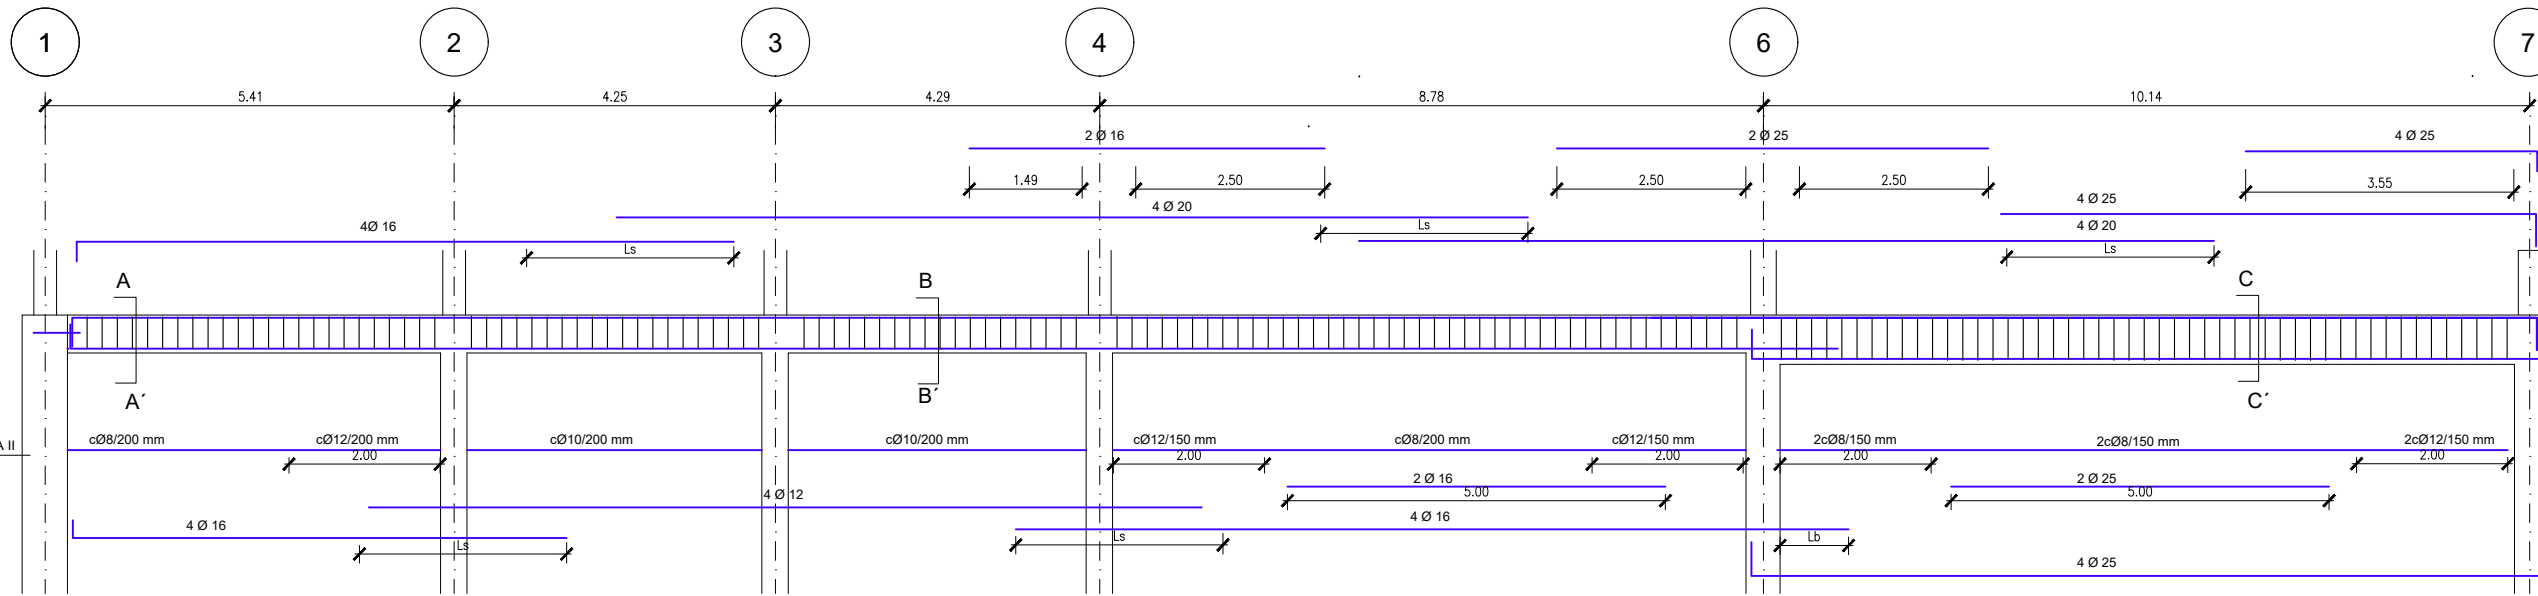 1 2 3 4 6 7
5.41 4.25 4.29 8.78 10.14
2 Ø 16 2 Ø 25 4 Ø 25
1.49 2.50 2.50 2.50 3.55
4Ø 16 4 Ø 20 4 Ø 25
Ls Ls 4 Ø 20
Ls
A B C
A´ B´ C´
A II
cØ8/200 mm cØ12/200 mm cØ10/200 mm cØ10/200 mm cØ12/150 mm cØ8/200 mm cØ12/150 mm 2cØ8/150 mm 2cØ8/150 mm 2cØ12/150 mm
2.00 2.00 2.00 2.00 2.00
2 Ø 16 2 Ø 25
4 Ø 12 5.00 5.00
4 Ø 16 4 Ø 16
Ls Ls Lb
4 Ø 25